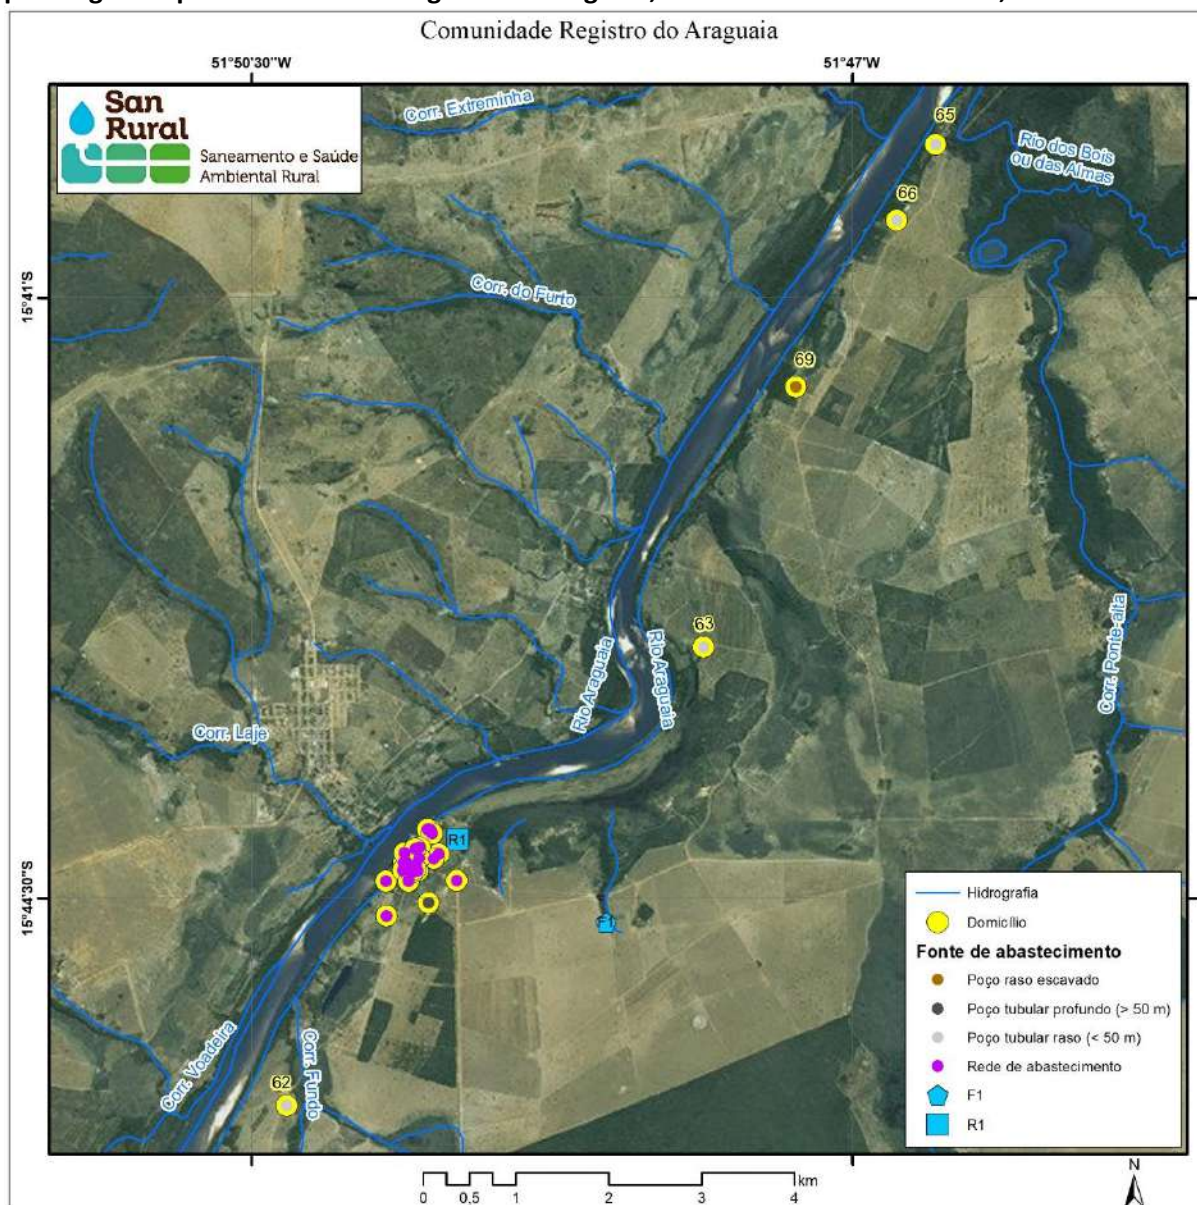 Comunidade Registro do Araguaia
51°50'30"W
51°47'W
San
Rural
Saneamento e Saúde
Ambiental Rural
Corr. Extreminha
65
Rio dos Bois
ou das Almas
66
15°41'S
Corr. do Furto
69
63
Rio Araguaia
Rio Araguaia
Corr. Ponte-alta
Corr. Laje
R1
15°44'30"S
F1
Corr. Voadeira
Corr. Fundo
62
Hidrografia
Domicílio
Fonte de abastecimento
Poço raso escavado
Poço tubular profundo (> 50 m)
Poço tubular raso (< 50 m)
Rede de abastecimento
F1
R1
km
0 0,5 1 2 3 4
N